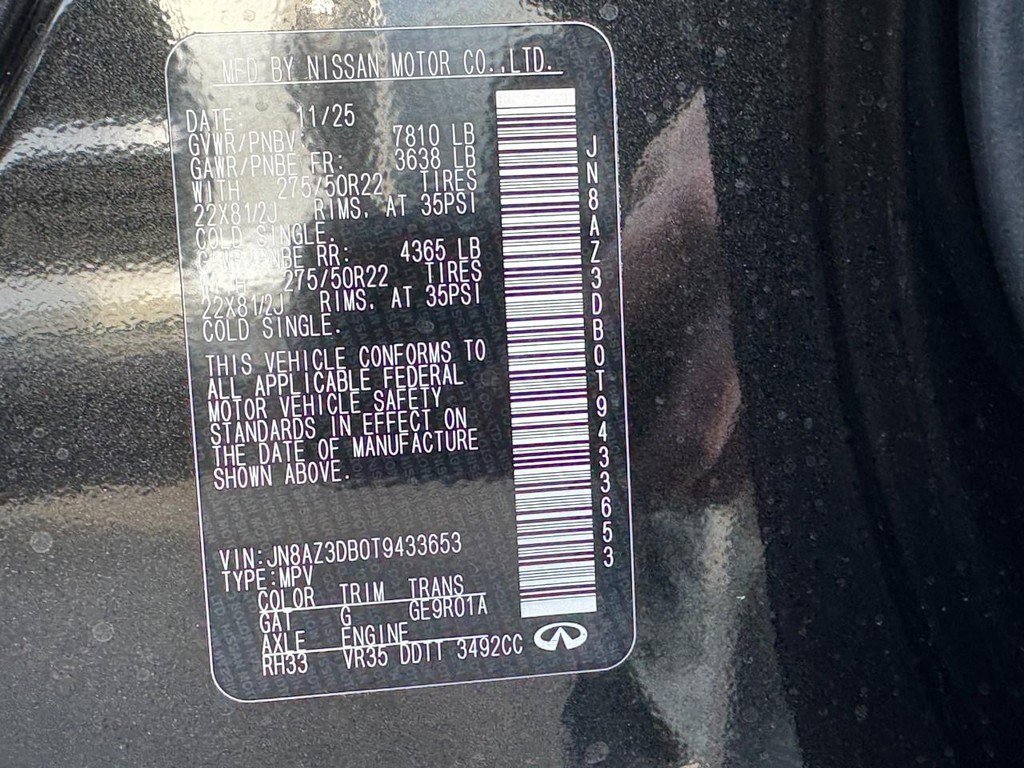 MFD BY NISSAN MOTOR CO.,LTD.
DATE: 11/25
GVWR/PNBV 7810 LB
GAWR/PNBE FR: 3638 LB
WITH 275/50R22 TIRES
22X81/2J RIMS. AT 35PSI
COLD SINGLE.
GAWR/PNBE RR: 4365 LB
WITH 275/50R22 TIRES
22X81/2J RIMS. AT 35PSI
COLD SINGLE.
THIS VEHICLE CONFORMS TO
ALL APPLICABLE FEDERAL
MOTOR VEHICLE SAFETY
STANDARDS IN EFFECT ON
THE DATE OF MANUFACTURE
SHOWN ABOVE.
VIN:JN8AZ3DB0T9433653
TYPE:MPV
COLOR TRIM TRANS
GAT G GE9R01A
AXLE ENGINE
RH33 VR35 DDTT 3492CC
JN8AZ3DB0T9433653